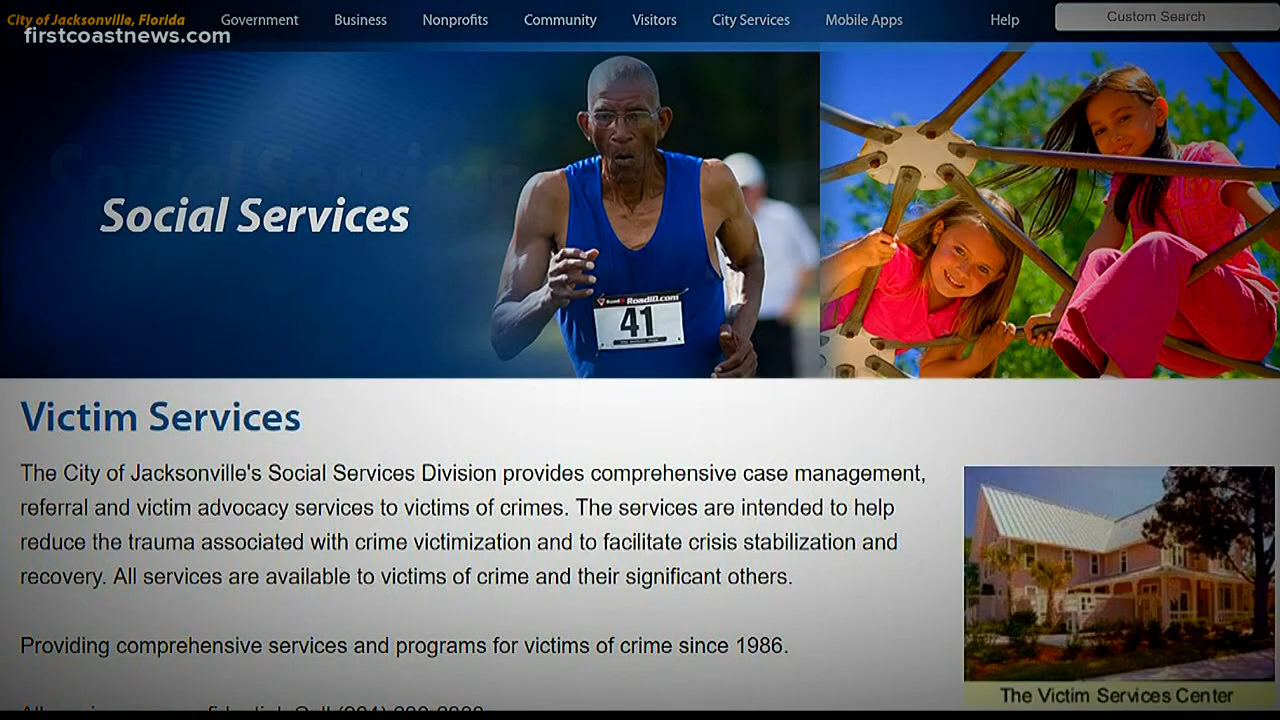 City of Jacksonville, Florida
Government Business Nonprofits Community Visitors City Services Mobile Apps Help Custom Search
firstcoastnews.com
Social Services
RoadID.com
41
Victim Services
The City of Jacksonville's Social Services Division provides comprehensive case management,
referral and victim advocacy services to victims of crimes. The services are intended to help
reduce the trauma associated with crime victimization and to facilitate crisis stabilization and
recovery. All services are available to victims of crime and their significant others.
Providing comprehensive services and programs for victims of crime since 1986.
The Victim Services Center